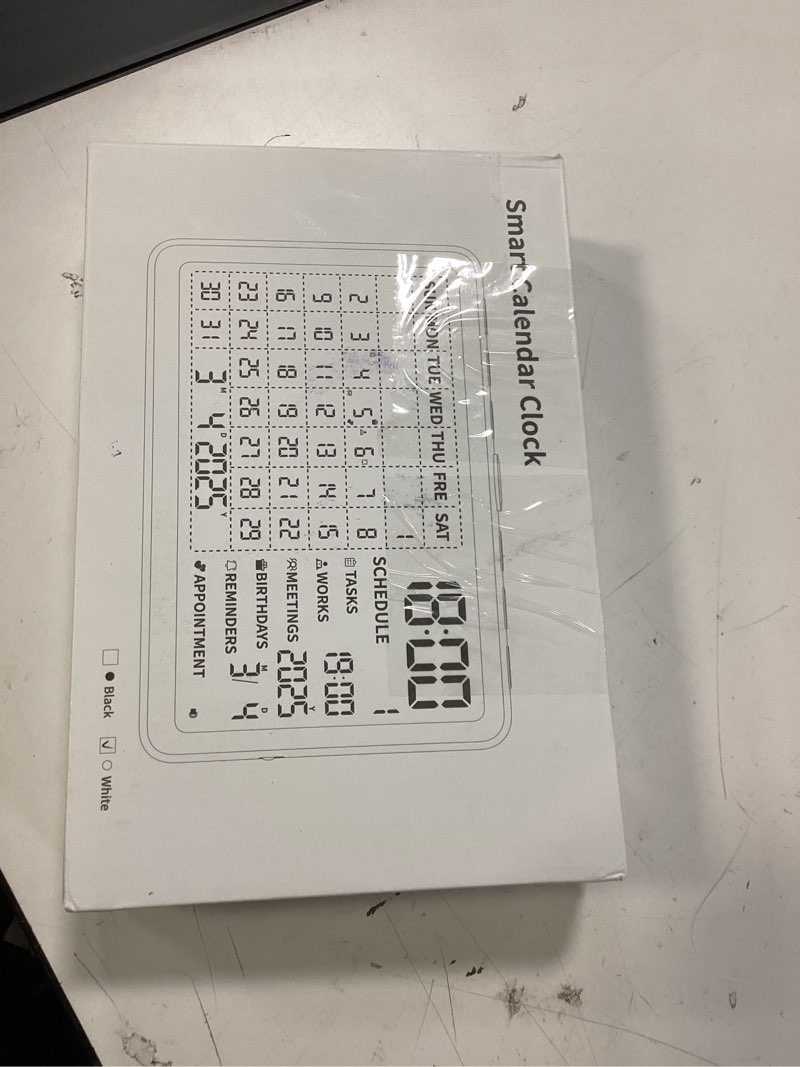 Smart Calendar Clock
SUN MON TUE WED THU FRE SAT
1
2 3 4 5 6 7 8
9 10 11 12 13 14 15
16 17 18 19 20 21 22
23 24 25 26 27 28 29
30 31 3 M 4 D 2025 Y
18:00
SCHEDULE 1
TASKS
WORKS 19:00
MEETINGS 2025 Y
BIRTHDAYS
REMINDERS 3 M / 4 D
APPOINTMENT
Black White